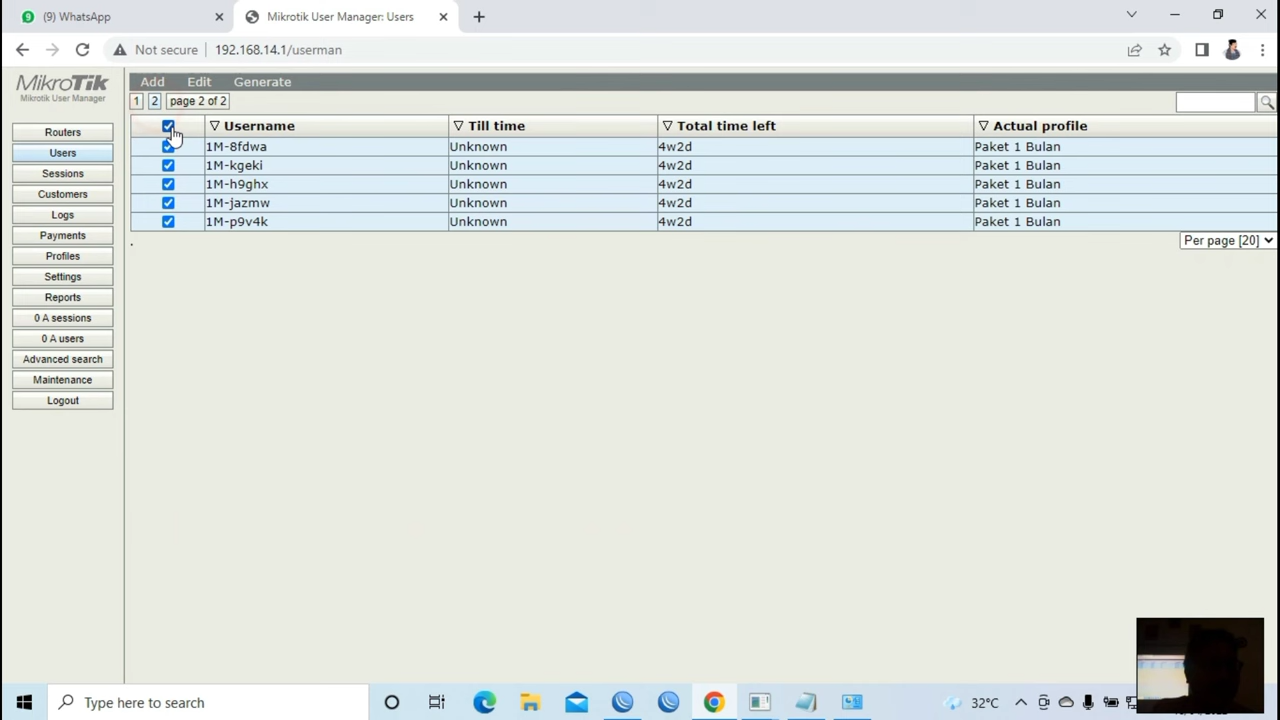 9 (9) WhatsApp
Mikrotik User Manager: Users
Not secure 192.168.14.1/userman
MikroTik
Mikrotik User Manager
Routers
Users
Sessions
Customers
Logs
Payments
Profiles
Settings
Reports
0 A sessions
0 A users
Advanced search
Maintenance
Logout
Add Edit Generate
1 2 page 2 of 2
Username Till time Total time left Actual profile
1M-8fdwa Unknown 4w2d Paket 1 Bulan
1M-kgeki Unknown 4w2d Paket 1 Bulan
1M-h9ghx Unknown 4w2d Paket 1 Bulan
1M-jazmw Unknown 4w2d Paket 1 Bulan
1M-p9v4k Unknown 4w2d Paket 1 Bulan
Per page [20]
Type here to search
32°C